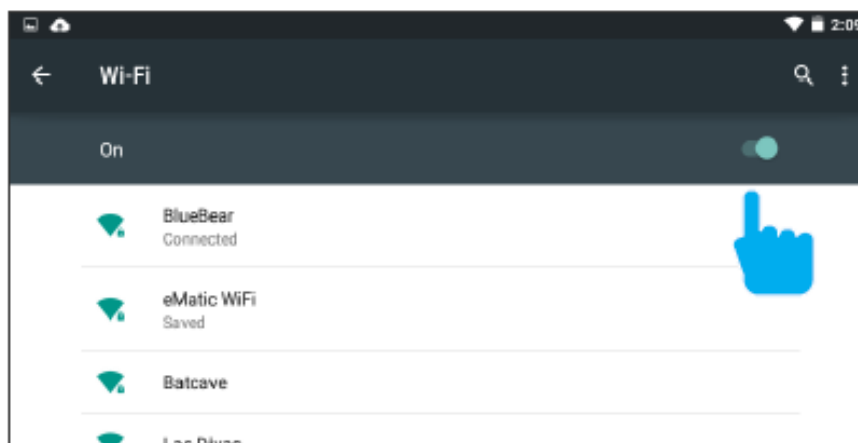 2:09
Wi-Fi
On
BlueBear
Connected
eMatic WiFi
Saved
Batcave